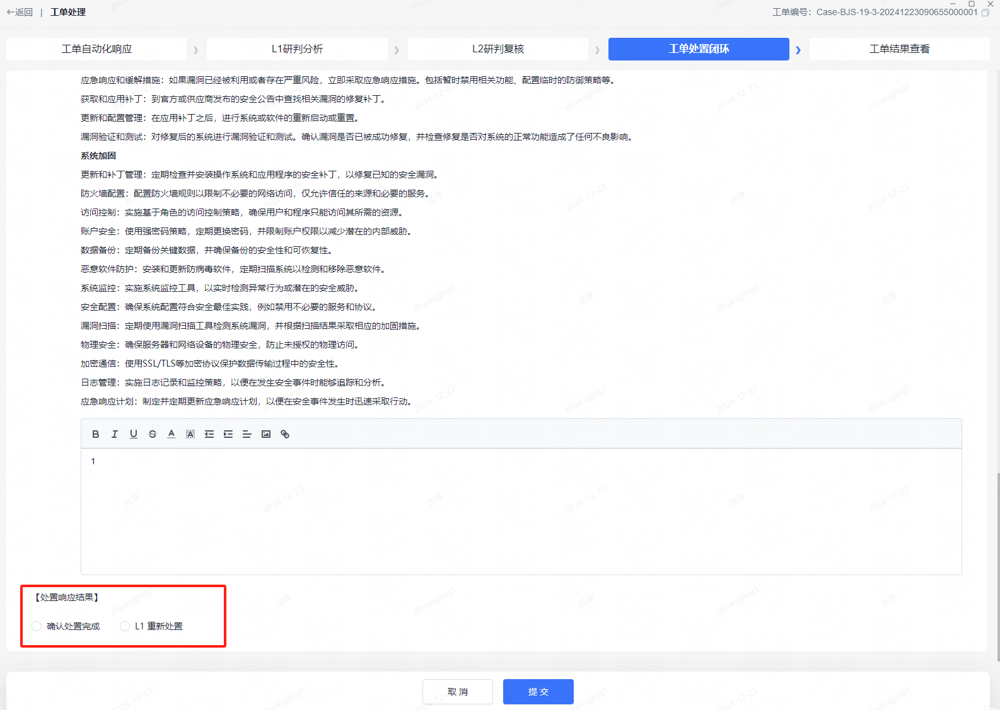 返回 | 工单处理
工单编号：Case-BJS-19-3-20241223090655000001
工单自动化响应
L1研判分析
L2研判复核
工单处置闭环
工单结果查看
应急响应和缓解措施：如果漏洞已经被利用或者存在严重风险，立即采取应急响应措施。包括暂时禁用相关功能、配置临时的防御策略等。
获取和应用补丁：到官方或供应商发布的安全公告中查找相关漏洞的修复补丁。
更新和配置管理：在应用补丁之后，进行系统或软件的重新启动或重置。
漏洞验证和测试：对修复后的系统进行漏洞验证和测试。确认漏洞是否已被成功修复，并检查修复是否对系统的正常功能造成了任何不良影响。
系统加固
更新和补丁管理：定期检查并安装操作系统和应用程序的安全补丁，以修复已知的安全漏洞。
防火墙配置：配置防火墙规则以限制不必要的网络访问，仅允许信任的来源和必要的服务。
访问控制：实施基于角色的访问控制策略，确保用户和程序只能访问其所需的资源。
账户安全：使用强密码策略，定期更换密码，并限制账户权限以减少潜在的内部威胁。
数据备份：定期备份关键数据，并确保备份的安全性和可恢复性。
恶意软件防护：安装和更新防病毒软件，定期扫描系统以检测和移除恶意软件。
系统监控：实施系统监控工具，以实时检测异常行为或潜在的安全威胁。
安全配置：确保系统配置符合安全最佳实践，例如禁用不必要的服务和协议。
漏洞扫描：定期使用漏洞扫描工具检测系统漏洞，并根据扫描结果采取相应的加固措施。
物理安全：确保服务器和网络设备的物理安全，防止未授权的物理访问。
加密通信：使用SSL/TLS等加密协议保护数据传输过程中的安全性。
日志管理：实施日志记录和监控策略，以便在发生安全事件时能够追踪和分析。
应急响应计划：制定并定期更新应急响应计划，以便在安全事件发生时迅速采取行动。
B I U S A A
1
【处置响应结果】
确认处置完成 L1 重新处置
取 消
提 交
庄净
zhuangjing1
2024-12-23